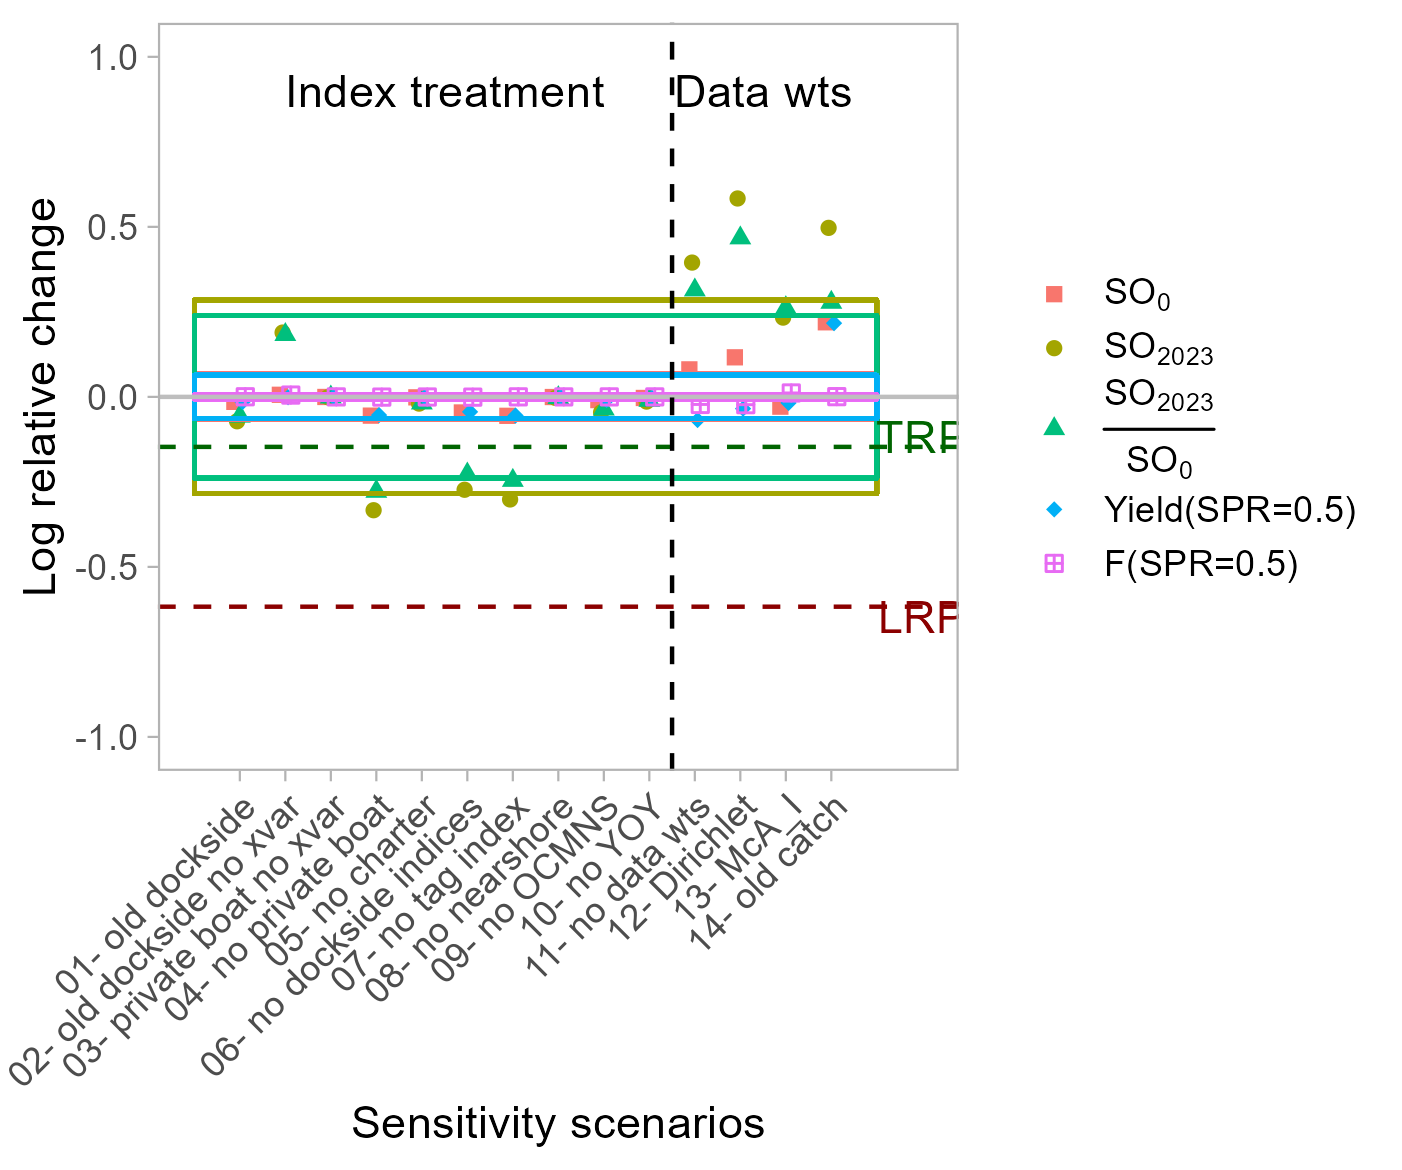 1.0
0.5
0.0
-0.5
-1.0
Log relative change
Index treatment
Data wts
TRP
LRP
01- old dockside
02- old dockside no xvar
03- private boat no xvar
04- no private boat
05- no charter
06- no dockside indices
07- no tag index
08- no nearshore
09- no OCMNS
10- no YOY
11- no data wts
12- Dirichlet
13- McA_I
14- old catch
Sensitivity scenarios
SO0
SO2023
SO2023
SO0
Yield(SPR=0.5)
F(SPR=0.5)